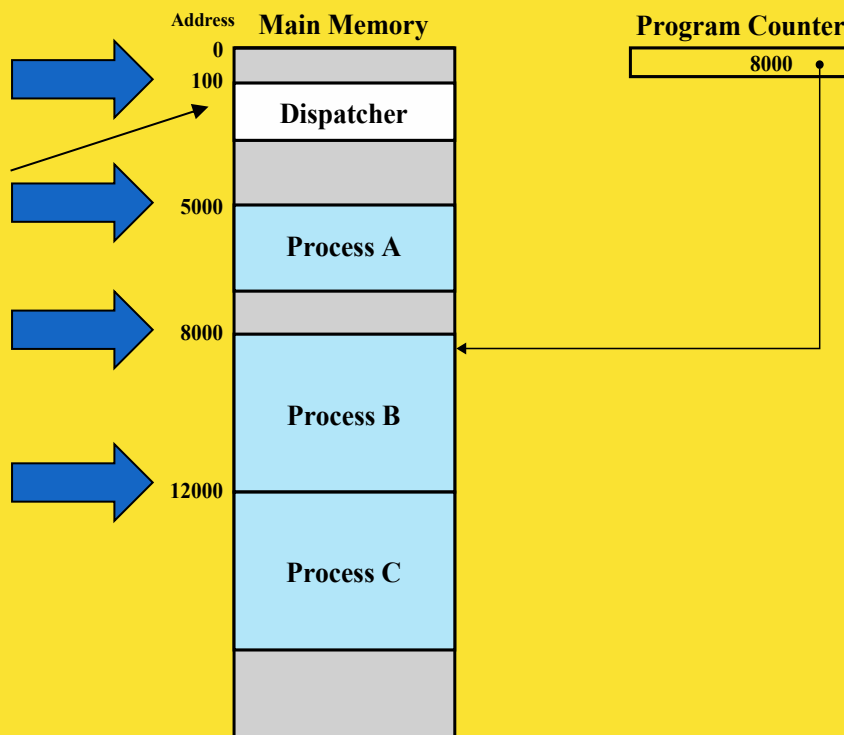 Address Main Memory Program Counter
0
8000
100
Dispatcher
5000
Process A
8000
Process B
12000
Process C